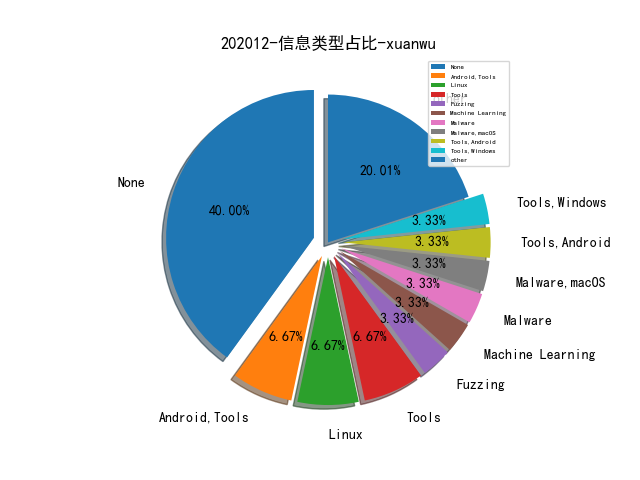 202012-信息类型占比-xuanwu
None
Android,Tools
Linux
Tools
Fuzzing
Machine Learning
Malware
Malware,macOS
Tools,Android
Tools,Windows
other
20.01%
None
40.00%
3.33%
Tools,Windows
3.33%
Tools,Android
3.33%
Malware,macOS
3.33%
Malware
3.33%
Machine Learning
3.33%
Fuzzing
6.67%
6.67%
6.67%
Android,Tools
Tools
Linux